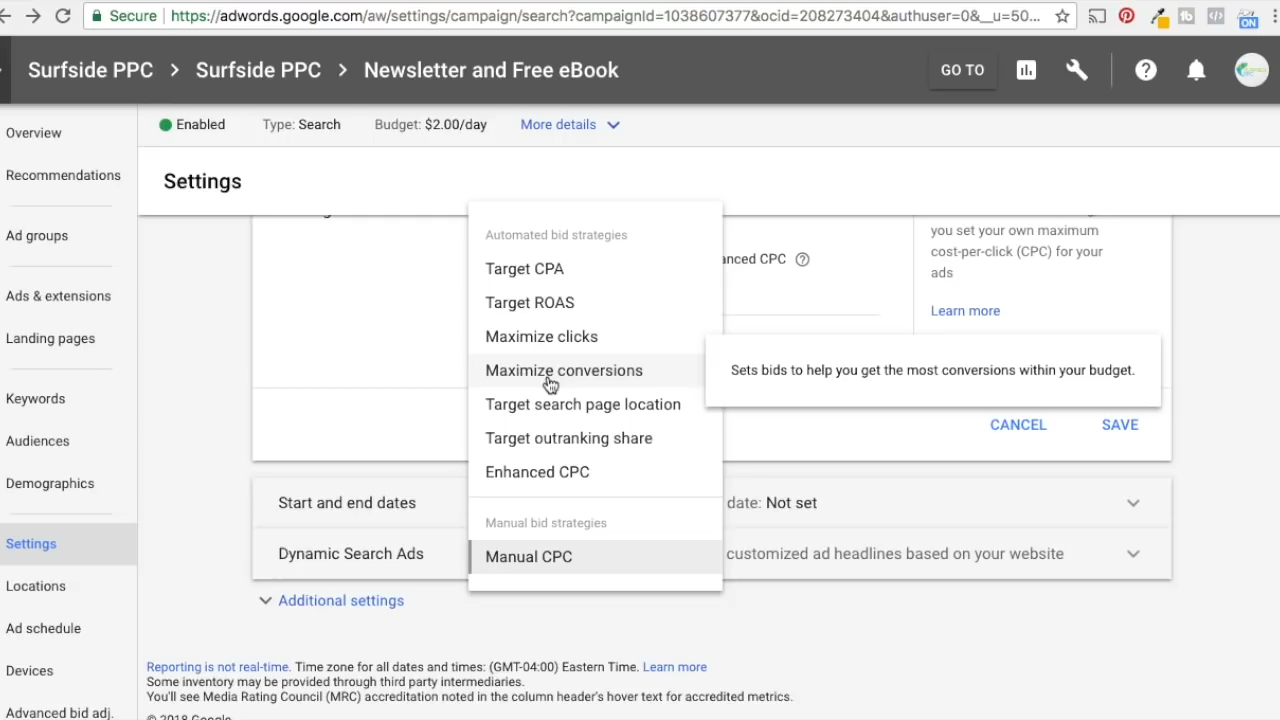 Secure https://adwords.google.com/aw/settings/campaign/search?campaignId=1038607377&ocid=208273404&authuser=0&__u=50...
ON
Surfside PPC > Surfside PPC > Newsletter and Free eBook
GO TO
Enabled Type: Search Budget: $2.00/day More details
Settings
Overview
Recommendations
Ad groups
Ads & extensions
Landing pages
Keywords
Audiences
Demographics
Settings
Locations
Ad schedule
Devices
Advanced bid adj.
Automated bid strategies
Target CPA
Target ROAS
Maximize clicks
Maximize conversions
Target search page location
Target outranking share
Enhanced CPC
Manual bid strategies
Manual CPC
CPC
you set your own maximum
cost-per-click (CPC) for your
ads
Learn more
Sets bids to help you get the most conversions within your budget.
CANCEL SAVE
Start and end dates
date: Not set
Dynamic Search Ads
customized ad headlines based on your website
Additional settings
Reporting is not real-time. Time zone for all dates and times: (GMT-04:00) Eastern Time. Learn more
Some inventory may be provided through third party intermediaries.
You'll see Media Rating Council (MRC) accreditation noted in the column header's hover text for accredited metrics.
© 2018 Google